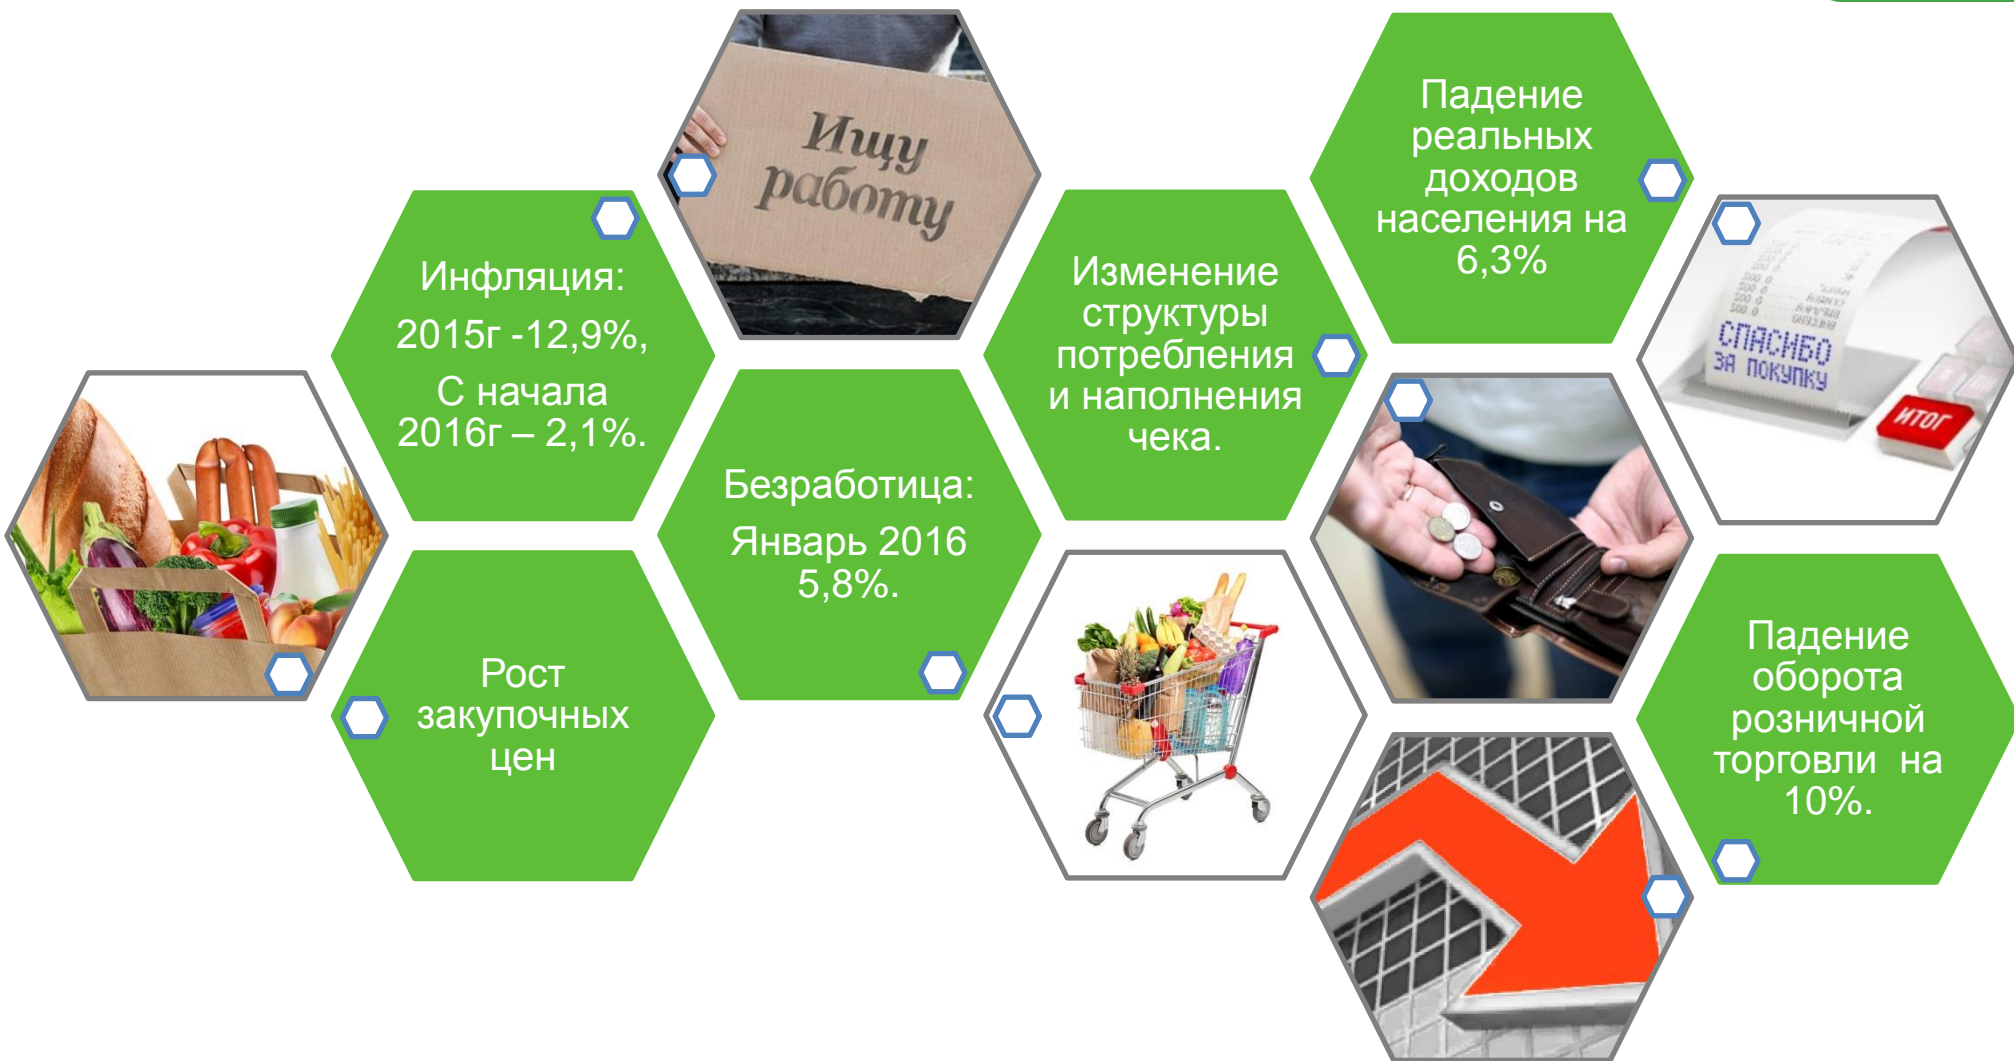 Инфляция:
2015г -12,9%,
С начала
2016г – 2,1%.
Рост
закупочных
цен
Ищу
работу
Безработица:
Январь 2016
5,8%.
Изменение
структуры
потребления
и наполнения
чека.
Падение
реальных
доходов
населения на
6,3%
СПАСИБО
ЗА ПОКУПКУ
ИТОГ
Падение
оборота
розничной
торговли на
10%.